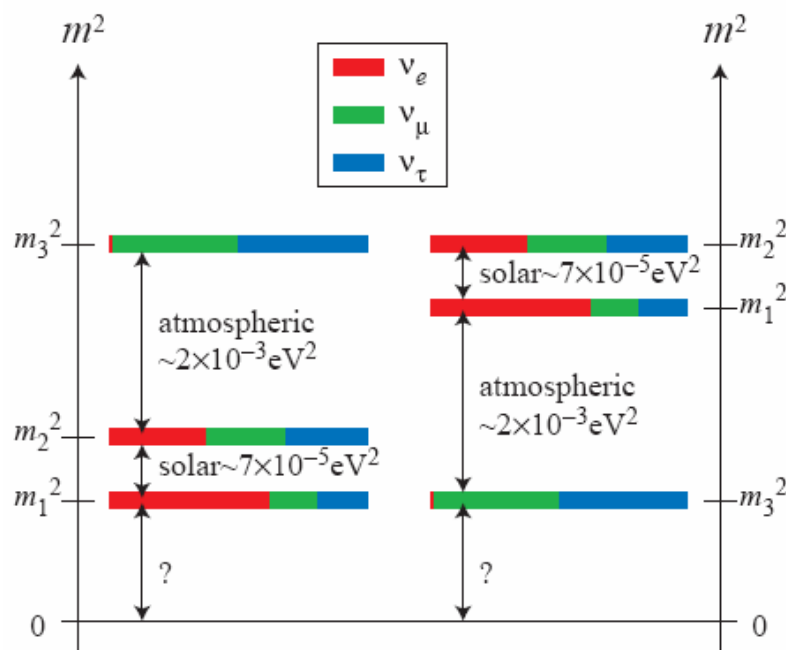 m² m²
νe
νμ
ντ
m₃² m₂²
solar~7×10⁻⁵eV²
m₁²
atmospheric
~2×10⁻³eV²
atmospheric
~2×10⁻³eV²
m₂²
solar~7×10⁻⁵eV²
m₁² m₃²
? ?
0 0